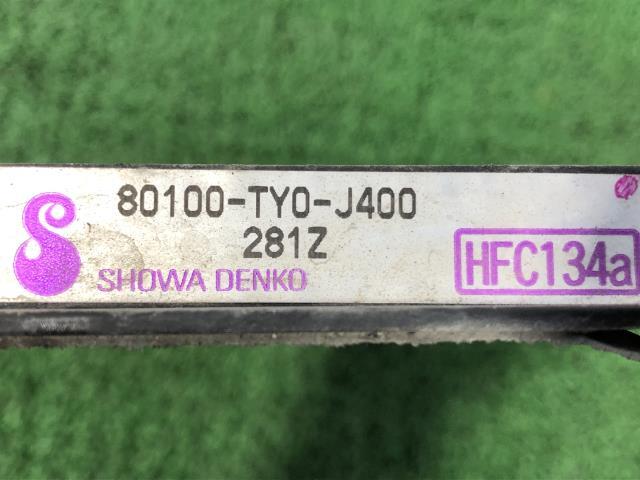 80100-TY0-J400
281Z
SHOWA DENKO
HFC134a